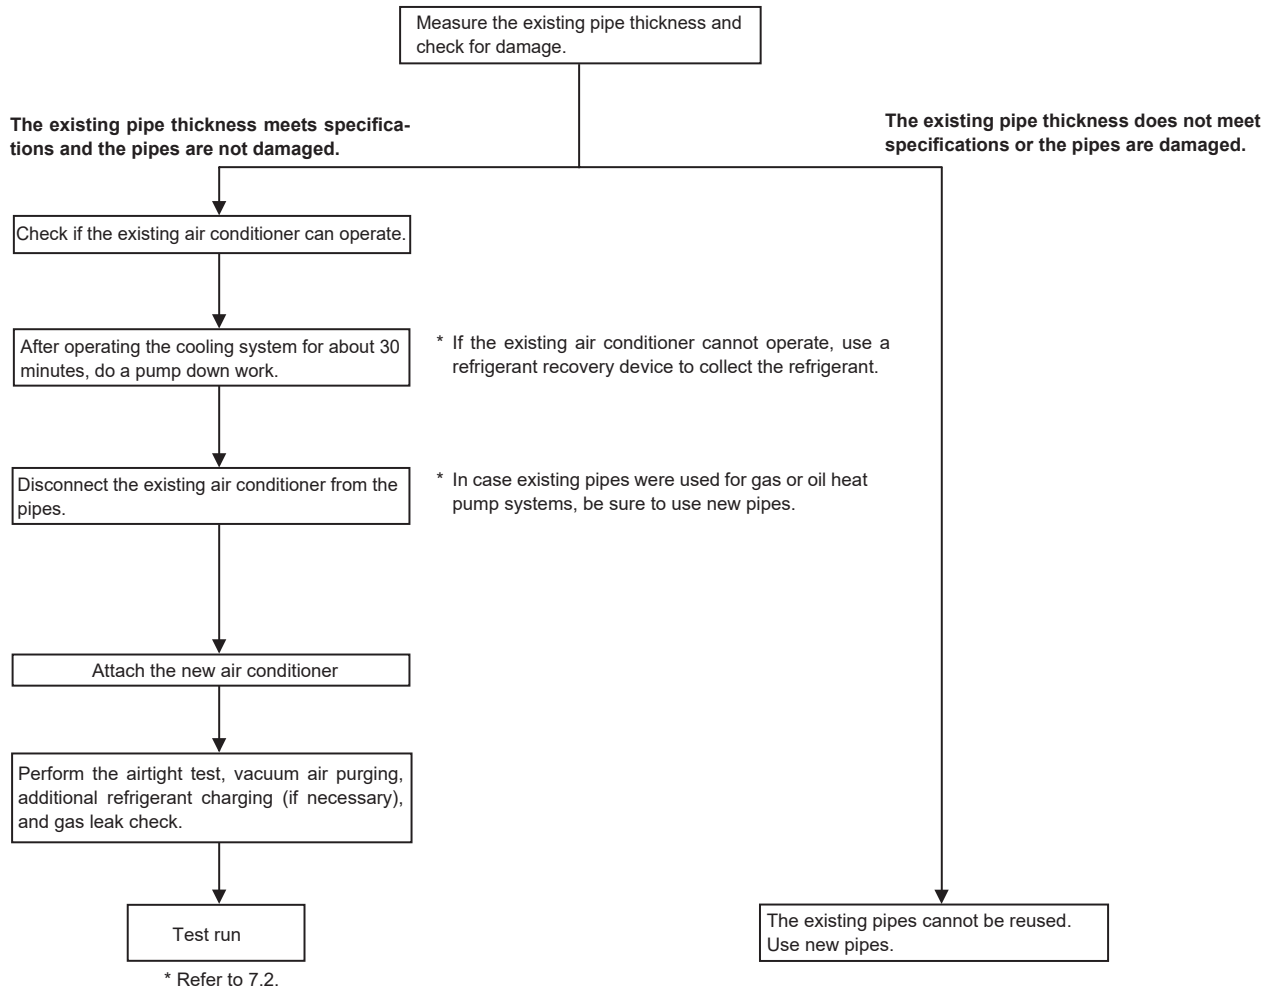 Measure the existing pipe thickness and
check for damage.
The existing pipe thickness meets specifica-
tions and the pipes are not damaged.
The existing pipe thickness does not meet
specifications or the pipes are damaged.
Check if the existing air conditioner can operate.
After operating the cooling system for about 30
minutes, do a pump down work.
* If the existing air conditioner cannot operate, use a
refrigerant recovery device to collect the refrigerant.
Disconnect the existing air conditioner from the
pipes.
* In case existing pipes were used for gas or oil heat
pump systems, be sure to use new pipes.
Attach the new air conditioner
Perform the airtight test, vacuum air purging,
additional refrigerant charging (if necessary),
and gas leak check.
Test run
* Refer to 7.2.
The existing pipes cannot be reused.
Use new pipes.